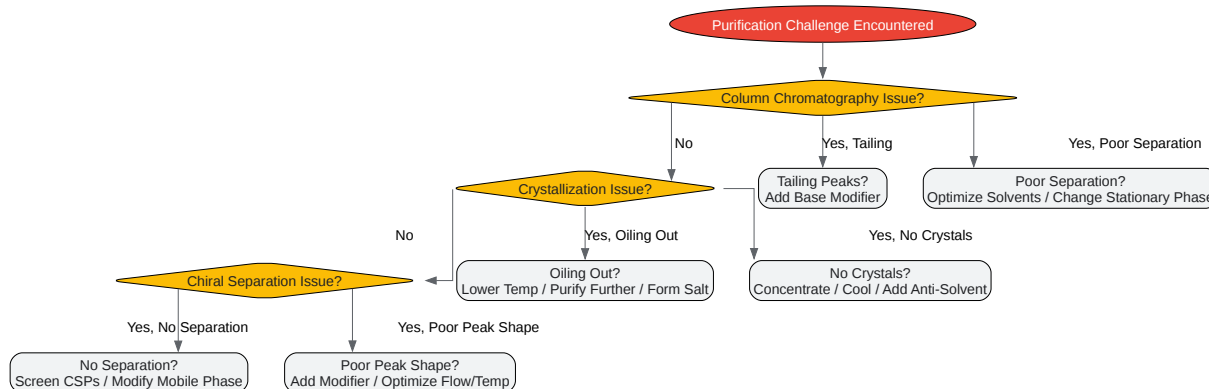 Purification Challenge Encountered
Column Chromatography Issue?
No
Yes, Tailing
Yes, Poor Separation
Crystallization Issue?
Tailing Peaks?
Add Base Modifier
Poor Separation?
Optimize Solvents / Change Stationary Phase
No
Yes, Oiling Out
Yes, No Crystals
Chiral Separation Issue?
Oiling Out?
Lower Temp / Purify Further / Form Salt
No Crystals?
Concentrate / Cool / Add Anti-Solvent
Yes, No Separation
Yes, Poor Peak Shape
No Separation?
Screen CSPs / Modify Mobile Phase
Poor Peak Shape?
Add Modifier / Optimize Flow/Temp